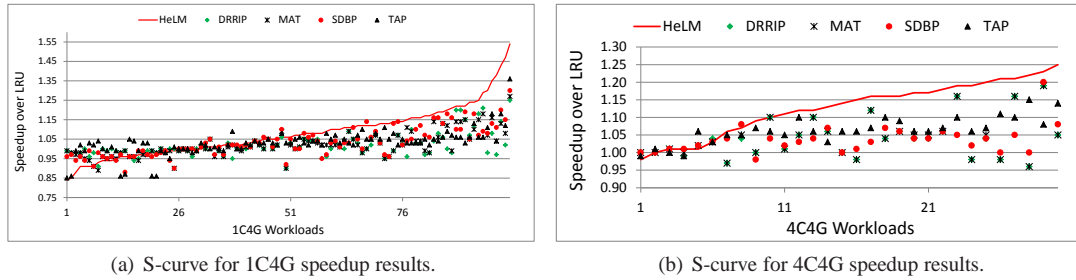 HeLM DRRIP MAT SDBP TAP
Speedup over LRU
1.55
1.45
1.35
1.25
1.15
1.05
0.95
0.85
0.75
1 26 51 76
1C4G Workloads
(a) S-curve for 1C4G speedup results.
HeLM DRRIP MAT SDBP TAP
Speedup over LRU
1.30
1.25
1.20
1.15
1.10
1.05
1.00
0.95
0.90
1 11 21
4C4G Workloads
(b) S-curve for 4C4G speedup results.